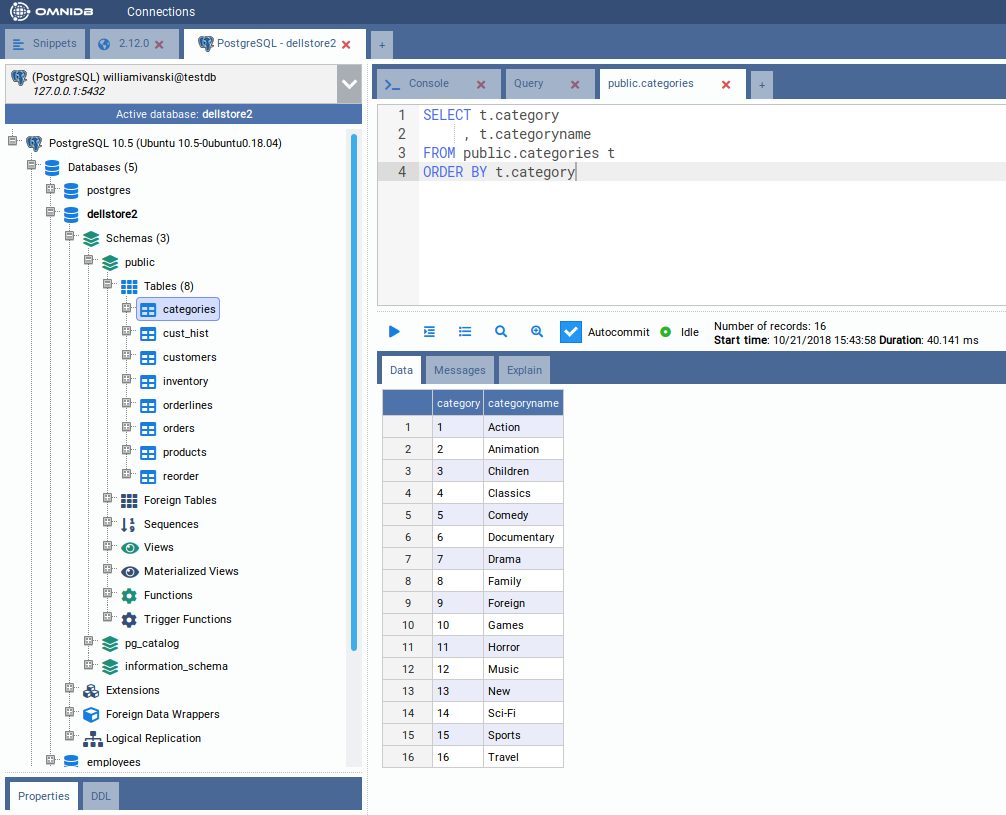 OMNIDB Connections
Snippets 2.12.0 PostgreSQL - dellstore2 +
(PostgreSQL) williamivanski@testdb
127.0.0.1:5432
Active database: dellstore2
PostgreSQL 10.5 (Ubuntu 10.5-0ubuntu0.18.04)
Databases (5)
postgres
dellstore2
Schemas (3)
public
Tables (8)
categories
cust_hist
customers
inventory
orderlines
orders
products
reorder
Foreign Tables
Sequences
Views
Materialized Views
Functions
Trigger Functions
pg_catalog
information_schema
Extensions
Foreign Data Wrappers
Logical Replication
employees
Properties DDL
Console Query public.categories +
1 SELECT t.category
2 , t.categoryname
3 FROM public.categories t
4 ORDER BY t.category
Autocommit Idle
Number of records: 16
Start time: 10/21/2018 15:43:58 Duration: 40.141 ms
Data Messages Explain
category categoryname
1 1 Action
2 2 Animation
3 3 Children
4 4 Classics
5 5 Comedy
6 6 Documentary
7 7 Drama
8 8 Family
9 9 Foreign
10 10 Games
11 11 Horror
12 12 Music
13 13 New
14 14 Sci-Fi
15 15 Sports
16 16 Travel